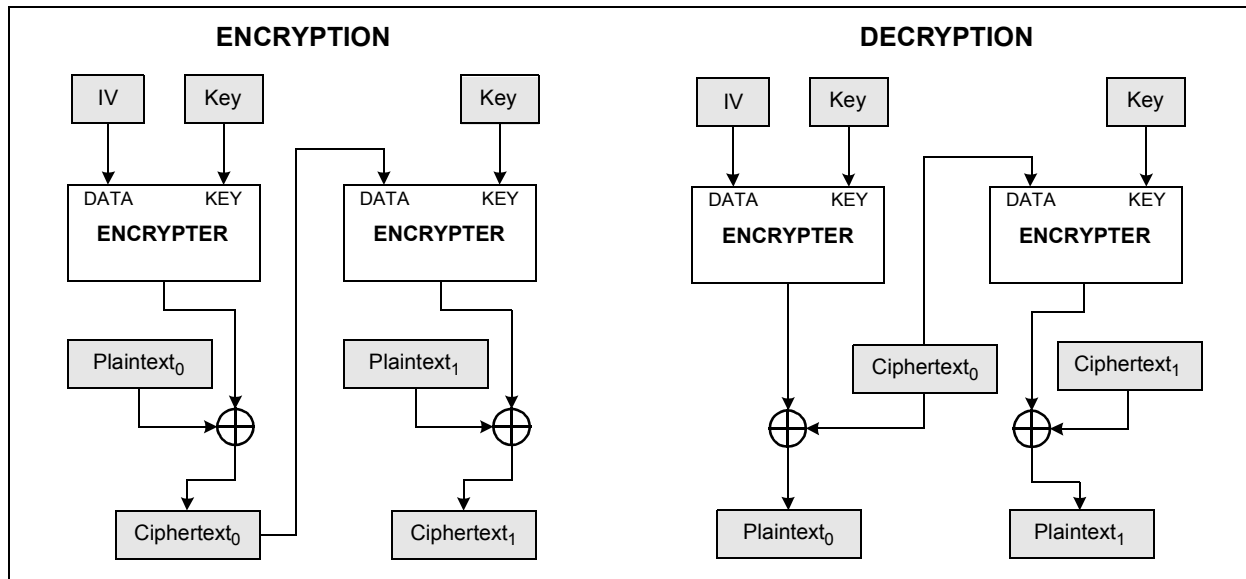 ENCRYPTION
IV
Key
Key
DATA
KEY
ENCRYPTER
DATA
KEY
ENCRYPTER
Plaintext0
Plaintext1
Ciphertext0
Ciphertext1
DECRYPTION
IV
Key
Key
DATA
KEY
ENCRYPTER
DATA
KEY
ENCRYPTER
Ciphertext0
Ciphertext1
Plaintext0
Plaintext1